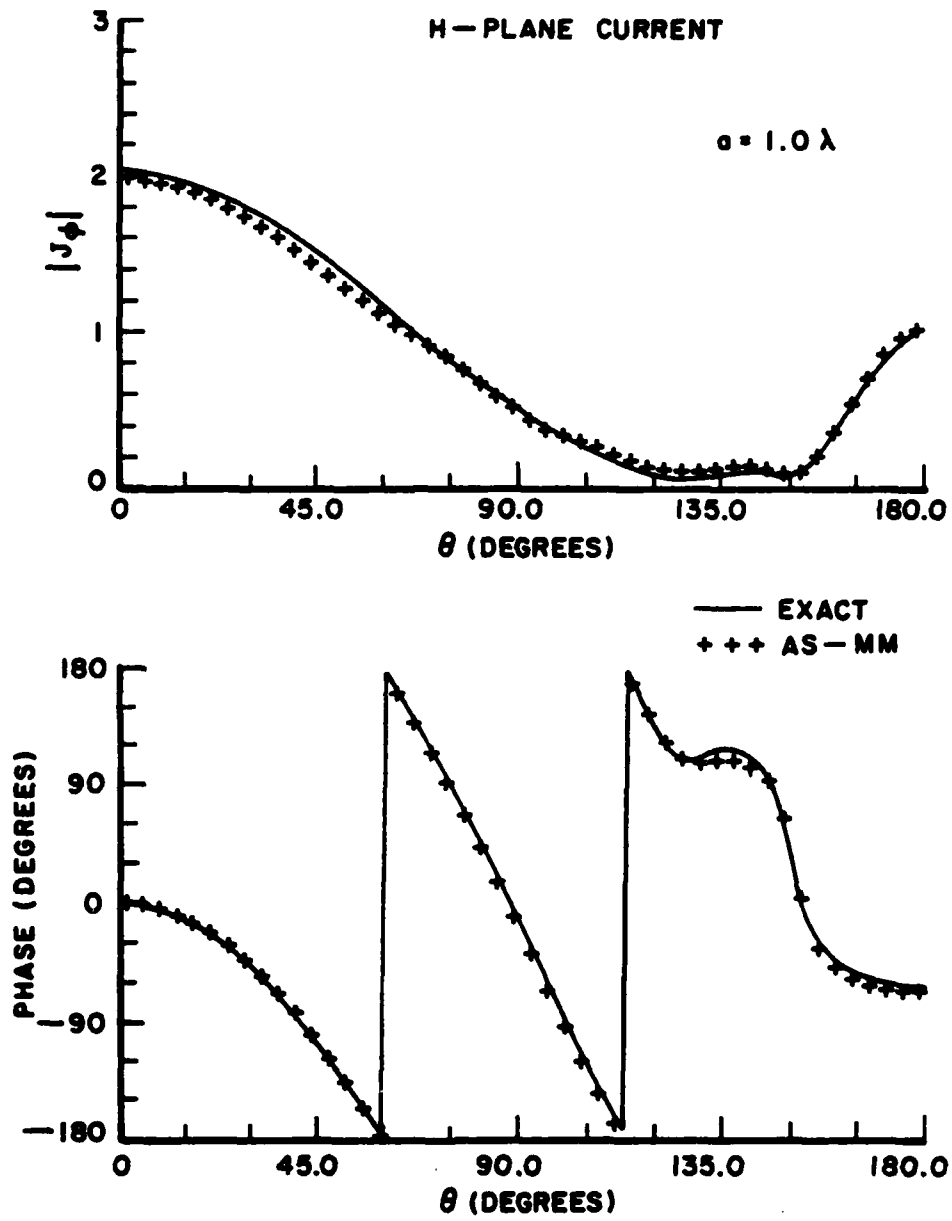 H-PLANE CURRENT
a = 1.0 λ
|Jϕ|
3
2
1
0
0 45.0 90.0 135.0 180.0
θ (DEGREES)
— EXACT
+ + + AS-MM
PHASE (DEGREES)
180
90
0
-90
-180
0 45.0 90.0 135.0 180.0
θ (DEGREES)